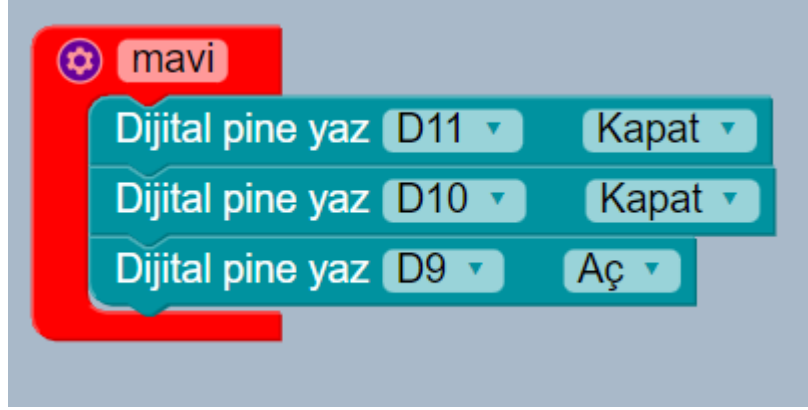 mavi
Dijital pine yaz D11 Kapat
Dijital pine yaz D10 Kapat
Dijital pine yaz D9 Aç